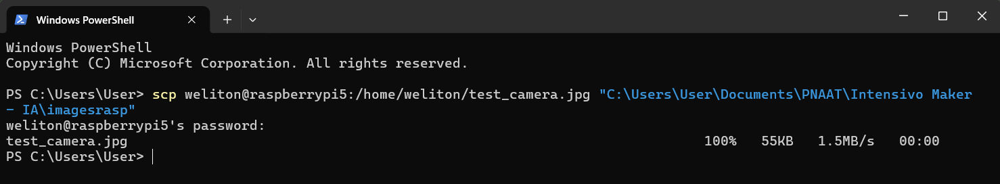 Windows PowerShell
Windows PowerShell
Copyright (C) Microsoft Corporation. All rights reserved.
PS C:\Users\User> scp weliton@raspberrypi5:/home/weliton/test_camera.jpg "C:\Users\User\Documents\PNAAT\Intensivo Maker
- IA\imagesrasp"
weliton@raspberrypi5's password:
test_camera.jpg 100% 55KB 1.5MB/s 00:00
PS C:\Users\User>